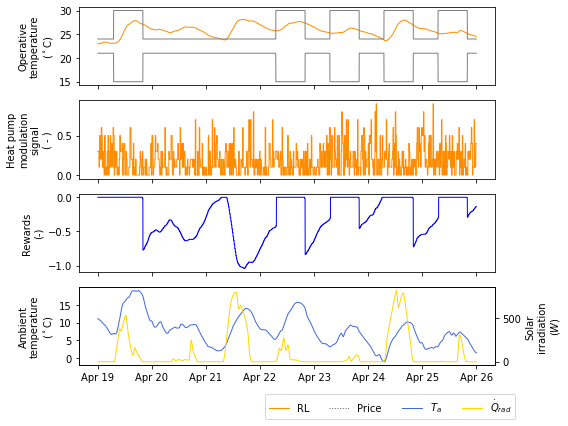 Operative
temperature
(°C)
30
25
20
15
Heat pump
modulation
signal
( - )
0.5
0.0
Rewards
(-)
0.0
−0.5
−1.0
Ambient
temperature
(°C)
15
10
5
0
500
0
Solar
irradiation
(W)
Apr 19 Apr 20 Apr 21 Apr 22 Apr 23 Apr 24 Apr 25 Apr 26
RL Price Tₐ Q̇rad